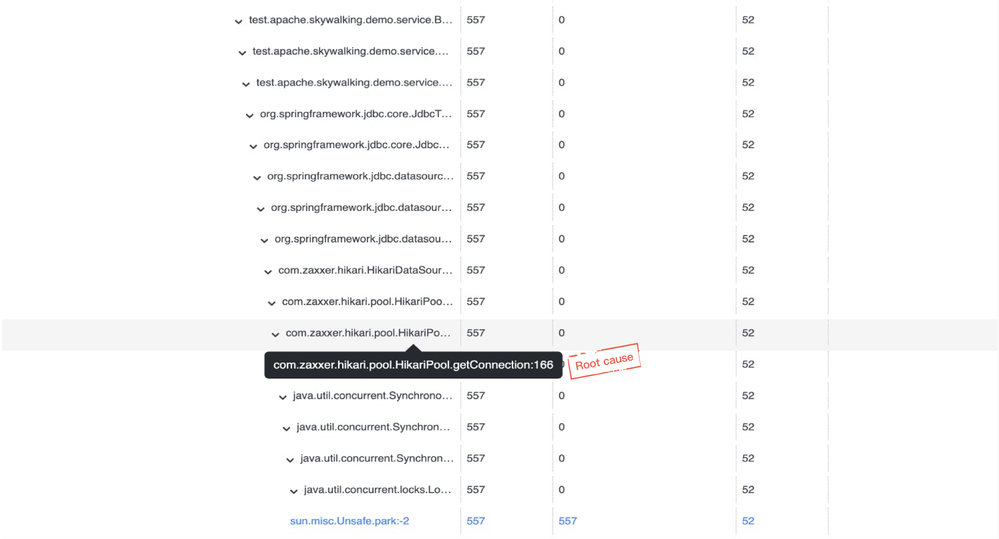 test.apache.skywalking.demo.service.B... 557 0 52
test.apache.skywalking.demo.service.... 557 0 52
test.apache.skywalking.demo.service.... 557 0 52
org.springframework.jdbc.core.JdbcT... 557 0 52
org.springframework.jdbc.core.Jdbc... 557 0 52
org.springframework.jdbc.datasourc... 557 0 52
org.springframework.jdbc.datasour... 557 0 52
org.springframework.jdbc.datasou... 557 0 52
com.zaxxer.hikari.HikariDataSour... 557 0 52
com.zaxxer.hikari.pool.HikariPoo... 557 0 52
com.zaxxer.hikari.pool.HikariPo... 557 0 52
com.zaxxer.hikari.pool.HikariPool.getConnection:166 Root cause 52
java.util.concurrent.Synchrono... 557 0 52
java.util.concurrent.Synchron... 557 0 52
java.util.concurrent.Synchron... 557 0 52
java.util.concurrent.locks.Lo... 557 0 52
sun.misc.Unsafe.park:-2 557 557 52